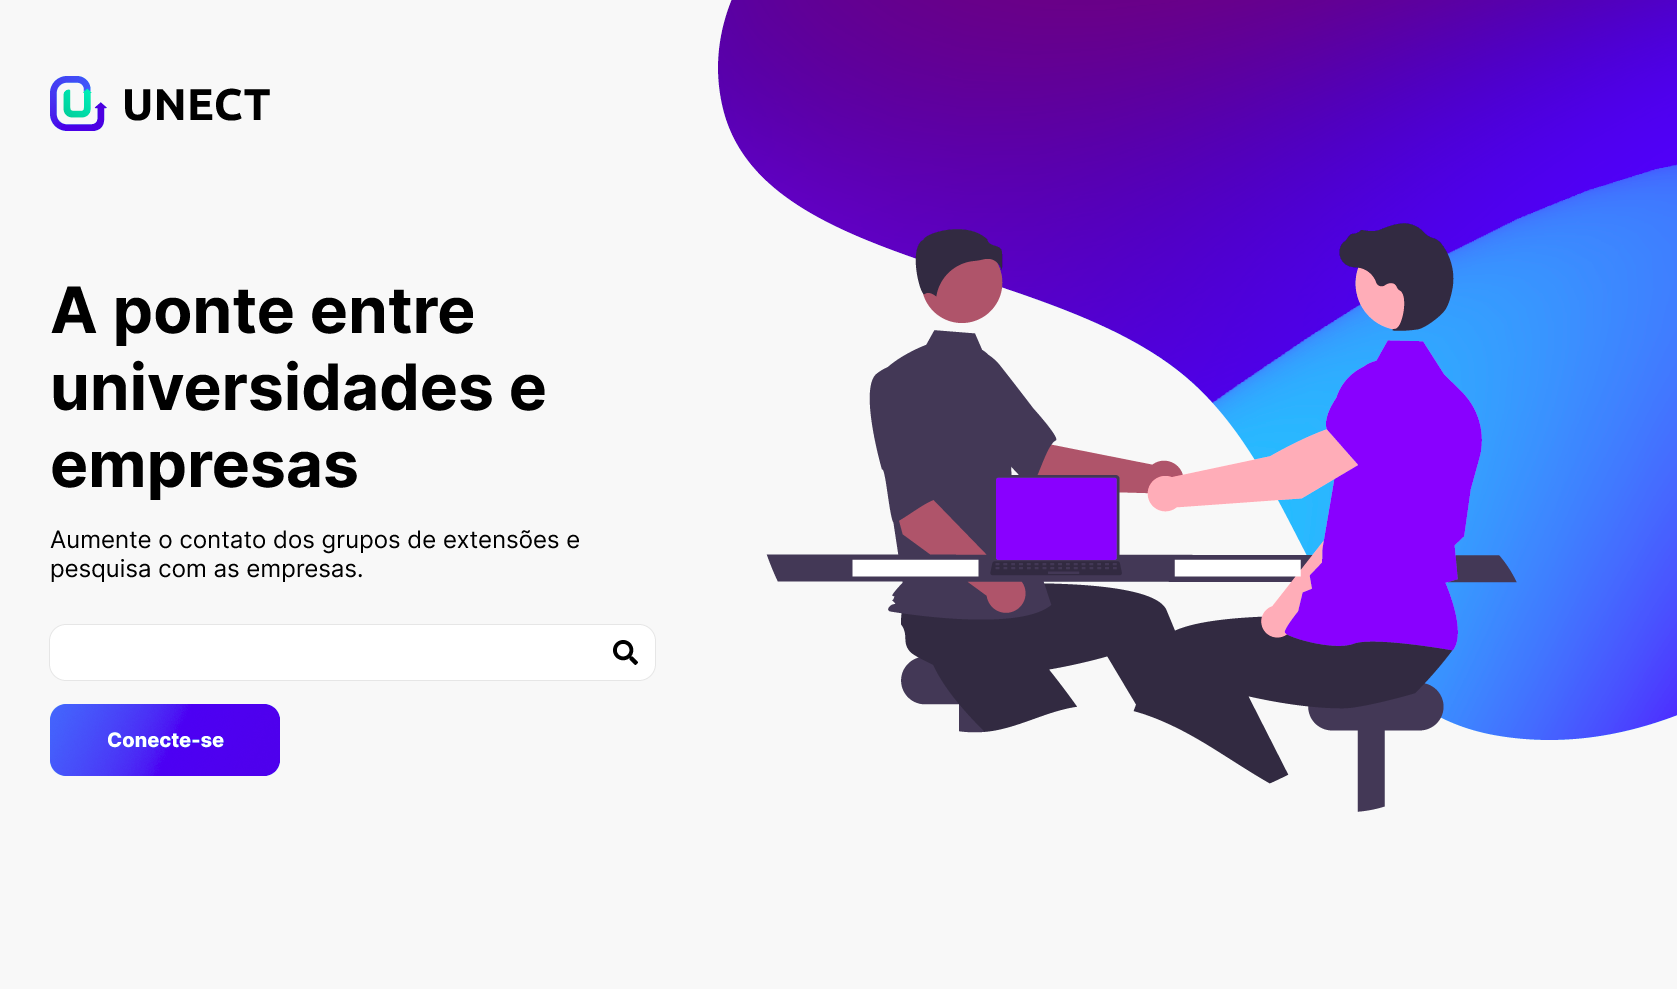 UNECT
A ponte entre
universidades e
empresas
Aumente o contato dos grupos de extensões e
pesquisa com as empresas.
Conecte-se